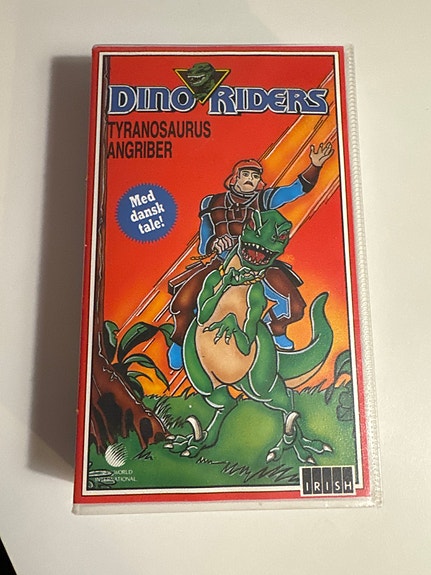 DINO RIDERS
TYRANOSAURUS
ANGRIBER
Med
dansk
tale!
WORLD
INTERNATIONAL
IRISH